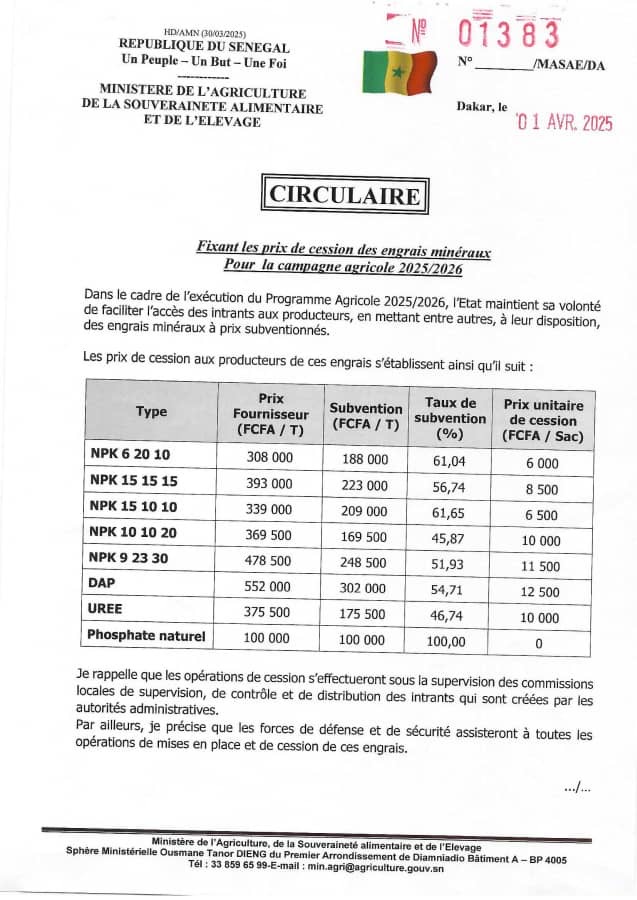 HD/AMN (30/03/2025)
REPUBLIQUE DU SENEGAL
Un Peuple – Un But – Une Foi
------------
MINISTERE DE L'AGRICULTURE
DE LA SOUVERAINETE ALIMENTAIRE
ET DE L'ELEVAGE
Nº 01383
N° ________/MASAE/DA
Dakar, le 01 AVR. 2025
CIRCULAIRE
Fixant les prix de cession des engrais minéraux
Pour la campagne agricole 2025/2026
Dans le cadre de l'exécution du Programme Agricole 2025/2026, l'Etat maintient sa volonté
de faciliter l'accès des intrants aux producteurs, en mettant entre autres, à leur disposition,
des engrais minéraux à prix subventionnés.
Les prix de cession aux producteurs de ces engrais s'établissent ainsi qu'il suit :
Type | Prix Fournisseur (FCFA / T) | Subvention (FCFA / T) | Taux de subvention (%) | Prix unitaire de cession (FCFA / Sac)
NPK 6 20 10 | 308 000 | 188 000 | 61,04 | 6 000
NPK 15 15 15 | 393 000 | 223 000 | 56,74 | 8 500
NPK 15 10 10 | 339 000 | 209 000 | 61,65 | 6 500
NPK 10 10 20 | 369 500 | 169 500 | 45,87 | 10 000
NPK 9 23 30 | 478 500 | 248 500 | 51,93 | 11 500
DAP | 552 000 | 302 000 | 54,71 | 12 500
UREE | 375 500 | 175 500 | 46,74 | 10 000
Phosphate naturel | 100 000 | 100 000 | 100,00 | 0
Je rappelle que les opérations de cession s'effectueront sous la supervision des commissions
locales de supervision, de contrôle et de distribution des intrants qui sont créées par les
autorités administratives.
Par ailleurs, je précise que les forces de défense et de sécurité assisteront à toutes les
opérations de mises en place et de cession de ces engrais.
.../...
Ministère de l'Agriculture, de la Souveraineté alimentaire et de l'Elevage
Sphère Ministérielle Ousmane Tanor DIENG du Premier Arrondissement de Diamniadio Bâtiment A – BP 4005
Tél : 33 859 65 99-E-mail : min.agri@agriculture.gouv.sn